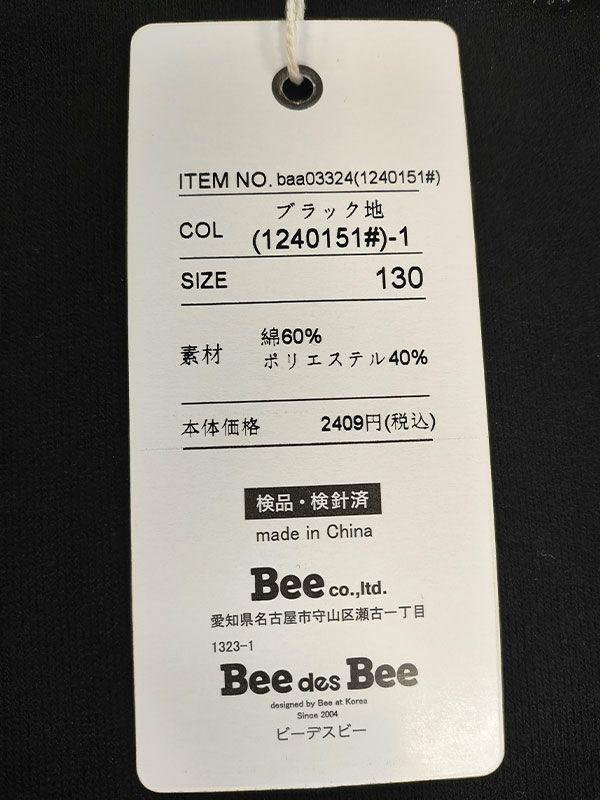 ITEM NO. baa03324(1240151#)
COL ブラック地
(1240151#)-1
SIZE 130
素材 綿60%
ポリエステル40%
本体価格 2409円(税込)
検品・検針済
made in China
Bee co.,ltd.
愛知県名古屋市守山区瀬古一丁目
1323-1
Bee des Bee
designed by Bee at Korea
Since 2004
ビーデスビー